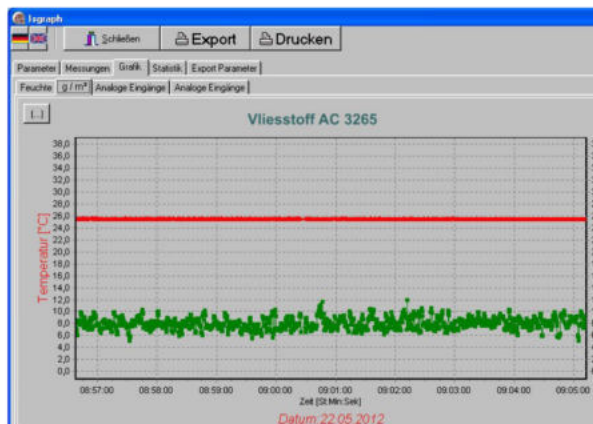 Isgraph
Schließen Export Drucken
Parameter Messungen Grafik Statistik Export Parameter
Feuchte g / m³ Analoge Eingänge Analoge Eingänge
[...]
Vliesstoff AC 3265
Temperatur [°C]
38,0
36,0
34,0
32,0
30,0
28,0
26,0
24,0
22,0
20,0
18,0
16,0
14,0
12,0
10,0
8,0
6,0
4,0
2,0
0,0
08:57:00 08:58:00 08:59:00 09:00:00 09:01:00 09:02:00 09:03:00 09:04:00 09:05:00
Zeit [St:Min:Sek]
Datum:22.05.2012